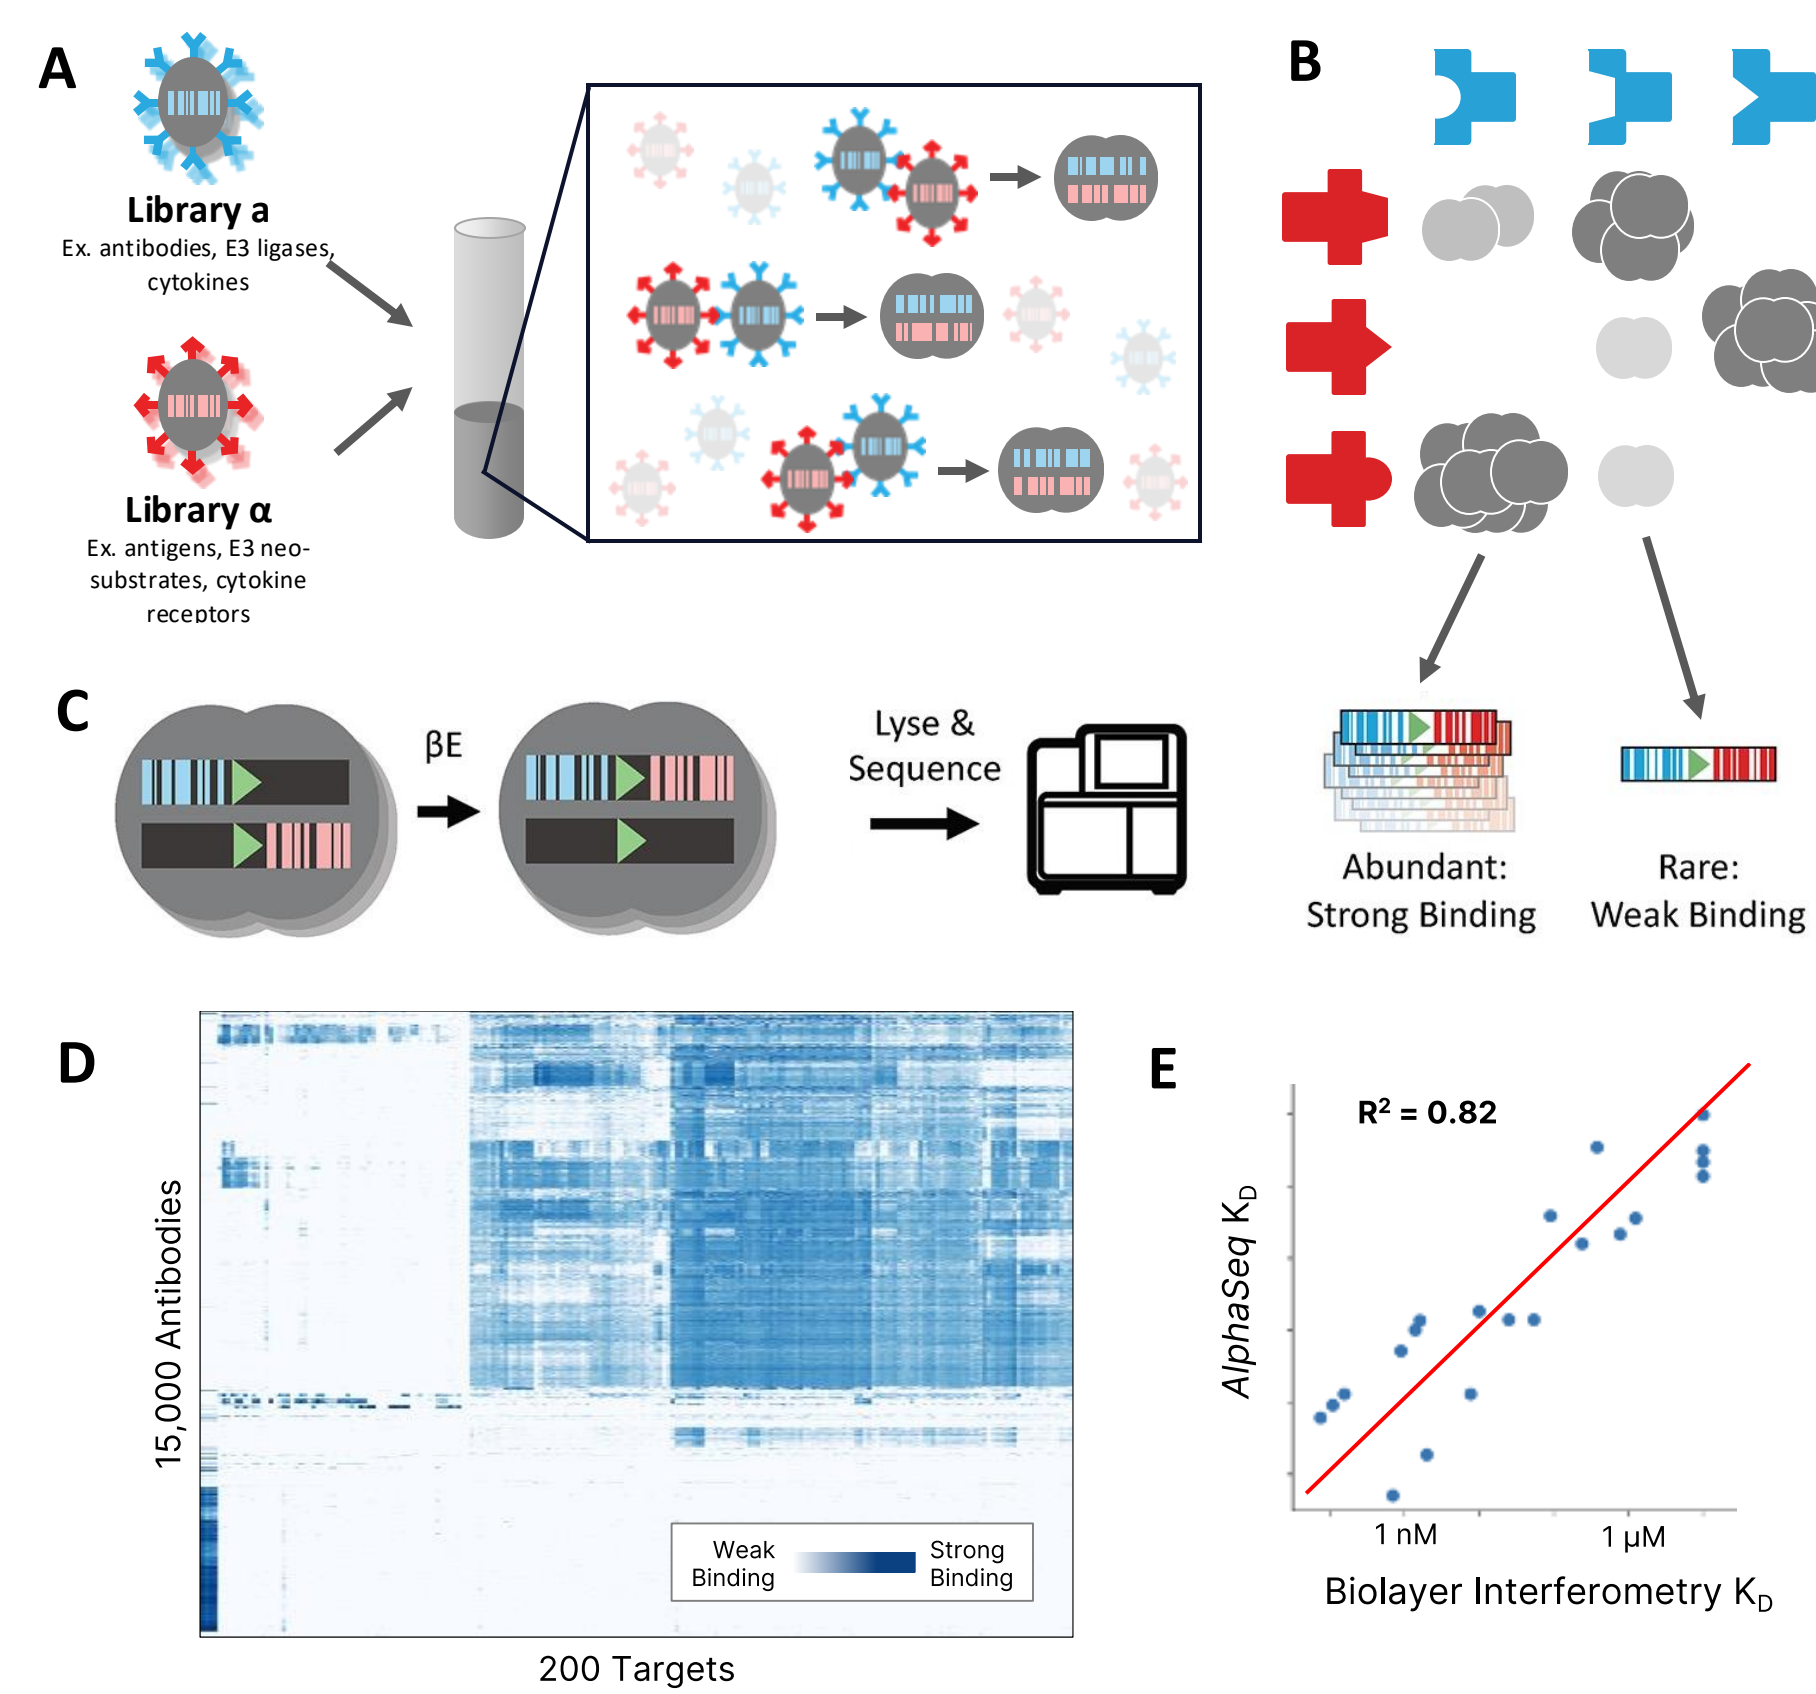 A
Library a
Ex. antibodies, E3 ligases,
cytokines
Library α
Ex. antigens, E3 neo-
substrates, cytokine
receptors
B
Abundant:
Strong Binding
Rare:
Weak Binding
C
βE
Lyse &
Sequence
D
15,000 Antibodies
Weak
Binding
Strong
Binding
200 Targets
E
R² = 0.82
AlphaSeq K_D
1 nM
1 µM
Biolayer Interferometry K_D